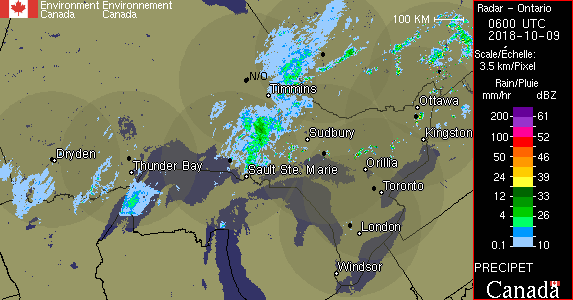 Environment Environnement
Canada Canada
100 KM
N/O
Timmins
Ottawa
Sudbury
Kingston
Dryden
Thunder Bay
Sault Ste. Marie
Orillia
Toronto
London
Windsor
Radar - Ontario
0600 UTC
2018-10-09
Scale/Échelle:
3.5 km/Pixel
Rain/Pluie
mm/hr dBZ
200 61
100 52
50 46
24 39
12 33
4 26
0.1 10
PRECIPET
Canada